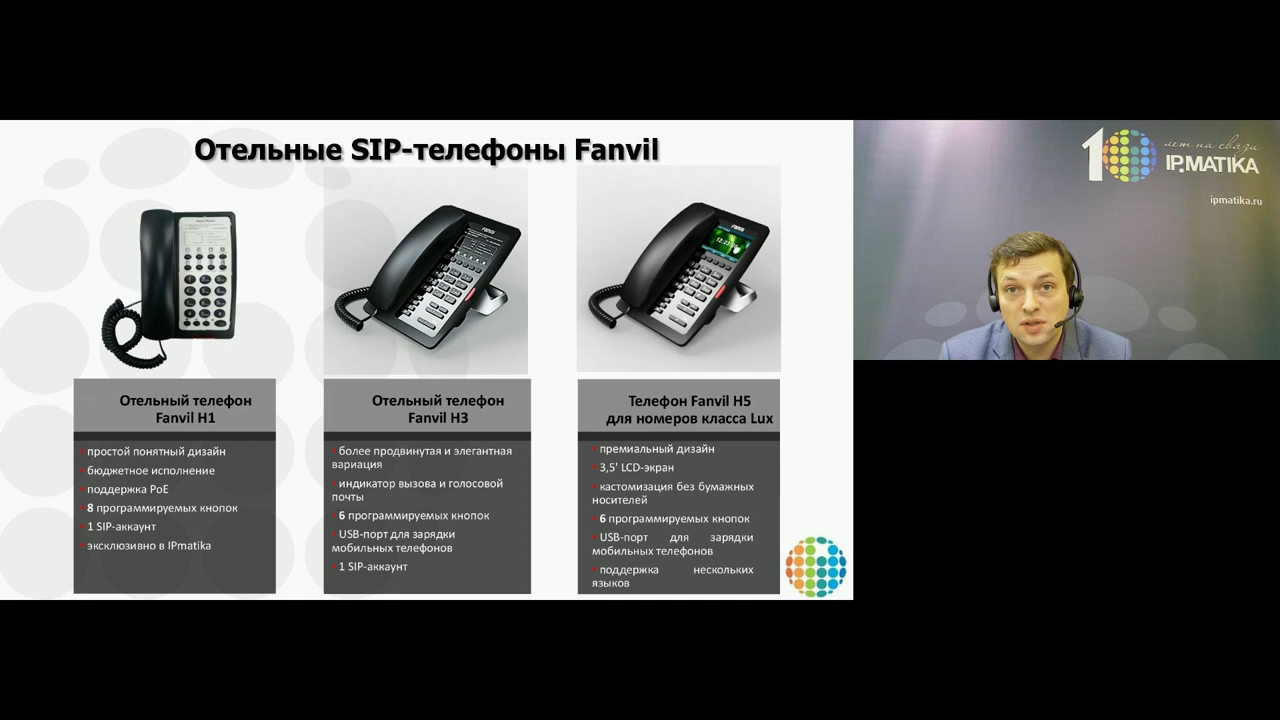 Отельные SIP-телефоны Fanvil
Отельный телефон
Fanvil H1
простой понятный дизайн
бюджетное исполнение
поддержка PoE
8 программируемых кнопок
1 SIP-аккаунт
эксклюзивно в IPmatika
Отельный телефон
Fanvil H3
более продвинутая и элегантная
вариация
индикатор вызова и голосовой
почты
6 программируемых кнопок
USB-порт для зарядки
мобильных телефонов
1 SIP-аккаунт
Телефон Fanvil H5
для номеров класса Lux
премиальный дизайн
3,5' LCD-экран
кастомизация без бумажных
носителей
6 программируемых кнопок
USB-порт для зарядки
мобильных телефонов
поддержка нескольких
языков
10 лет на связи
IP.MATIKA
ipmatika.ru